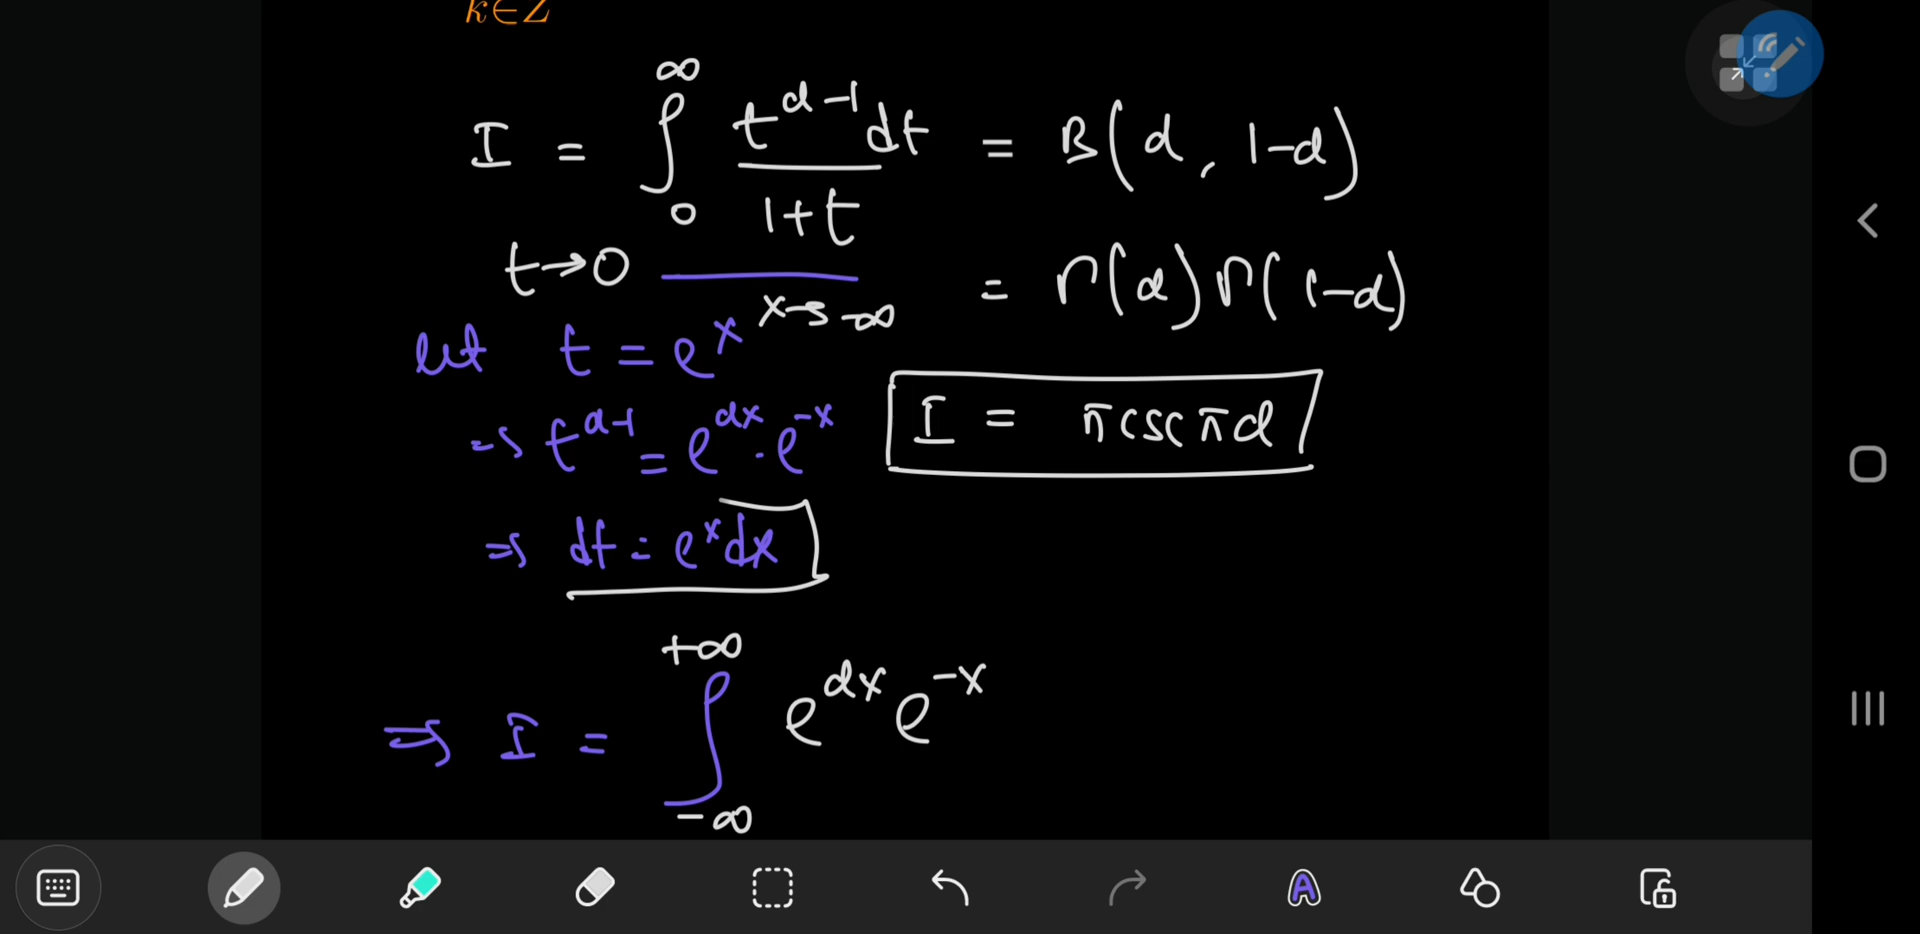 k∈Z
I = ∫₀^∞ t^(α-1) dt / (1+t) = B(α, 1-α)
t→0
x→-∞
= Γ(α)Γ(1-α)
let t = e^x
⇒ t^(α-1) = e^(αx) · e^(-x)
I = π csc πα
⇒ dt = e^x dx
⇒ I = ∫_(-∞)^(+∞) e^(αx) e^(-x)
A